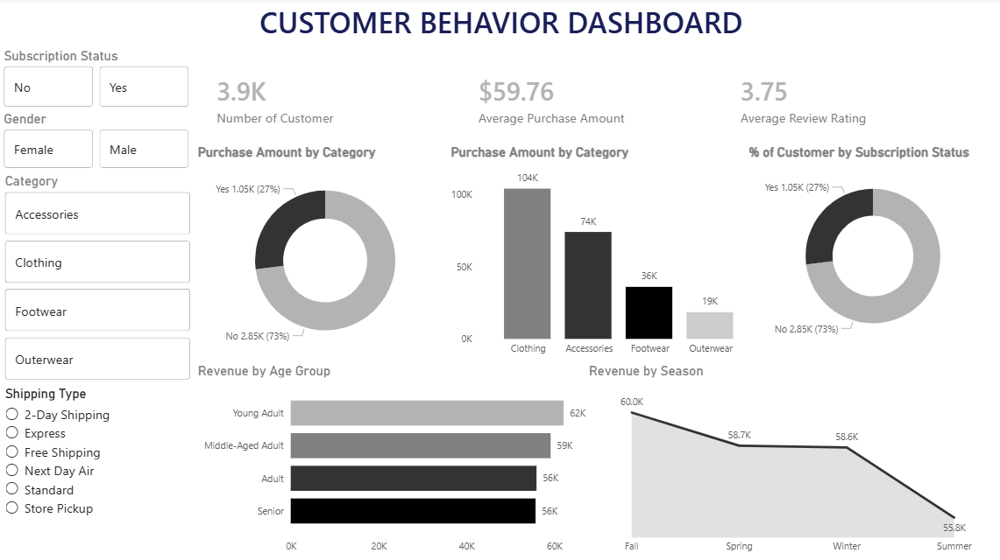 CUSTOMER BEHAVIOR DASHBOARD
Subscription Status
No
Yes
Gender
Female
Male
Category
Accessories
Clothing
Footwear
Outerwear
Shipping Type
2-Day Shipping
Express
Free Shipping
Next Day Air
Standard
Store Pickup
3.9K
Number of Customer
$59.76
Average Purchase Amount
3.75
Average Review Rating
Purchase Amount by Category
Yes 1.05K (27%)
No 2.85K (73%)
Purchase Amount by Category
100K
50K
0K
104K
74K
36K
19K
Clothing
Accessories
Footwear
Outerwear
% of Customer by Subscription Status
Yes 1.05K (27%)
No 2.85K (73%)
Revenue by Age Group
Young Adult
62K
Middle-Aged Adult
59K
Adult
56K
Senior
56K
0K
20K
40K
60K
Revenue by Season
60.0K
58.7K
58.6K
55.8K
Fall
Spring
Winter
Summer